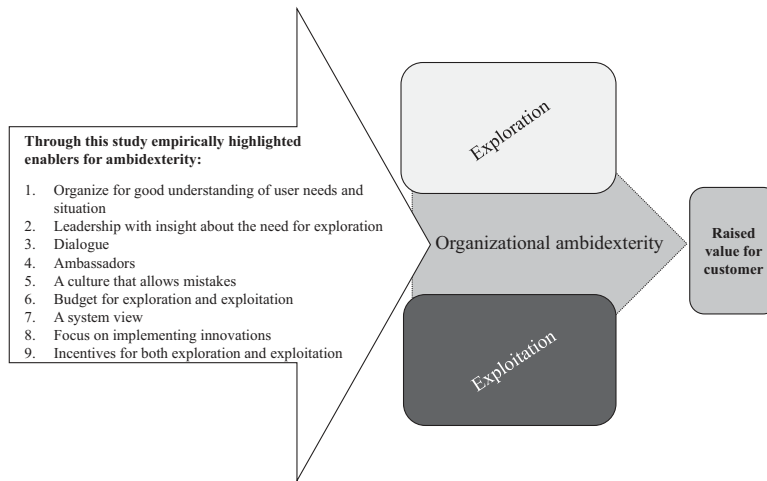 Through this study empirically highlighted
enablers for ambidexterity:
1. Organize for good understanding of user needs and
situation
2. Leadership with insight about the need for exploration
3. Dialogue
4. Ambassadors
5. A culture that allows mistakes
6. Budget for exploration and exploitation
7. A system view
8. Focus on implementing innovations
9. Incentives for both exploration and exploitation
Exploration
Organizational ambidexterity
Exploitation
Raised
value for
customer